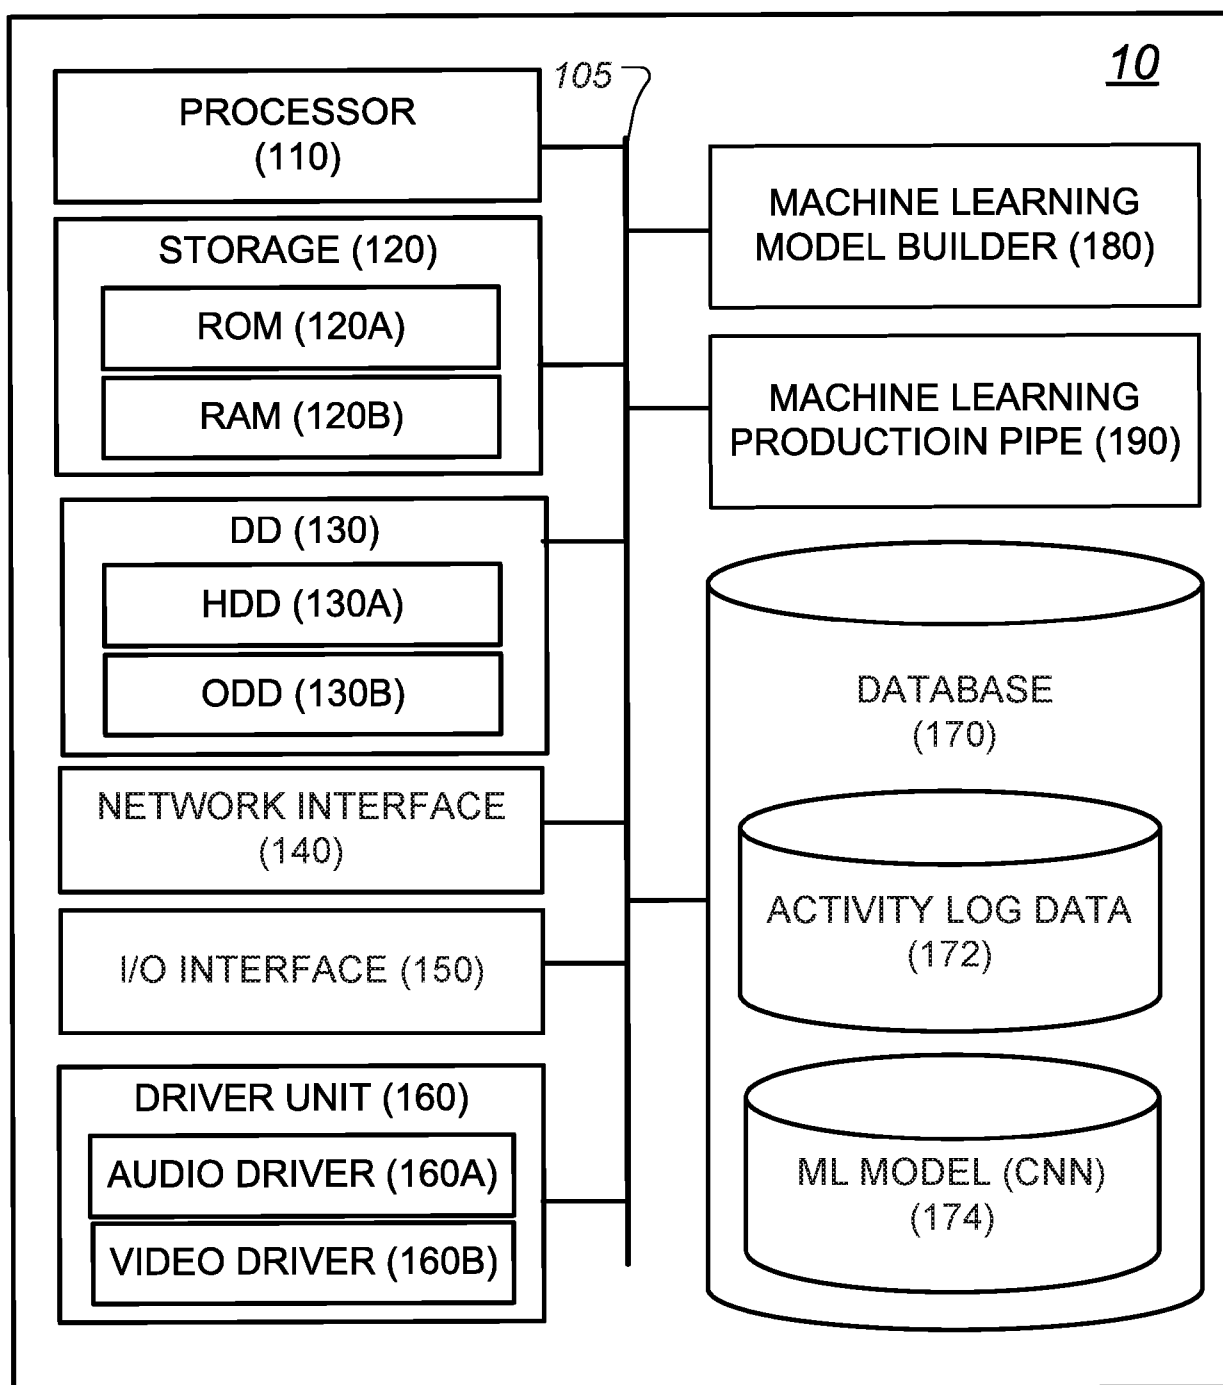 10
105
PROCESSOR
(110)
STORAGE (120)
ROM (120A)
RAM (120B)
DD (130)
HDD (130A)
ODD (130B)
NETWORK INTERFACE
(140)
I/O INTERFACE (150)
DRIVER UNIT (160)
AUDIO DRIVER (160A)
VIDEO DRIVER (160B)
MACHINE LEARNING
MODEL BUILDER (180)
MACHINE LEARNING
PRODUCTIOIN PIPE (190)
DATABASE
(170)
ACTIVITY LOG DATA
(172)
ML MODEL (CNN)
(174)